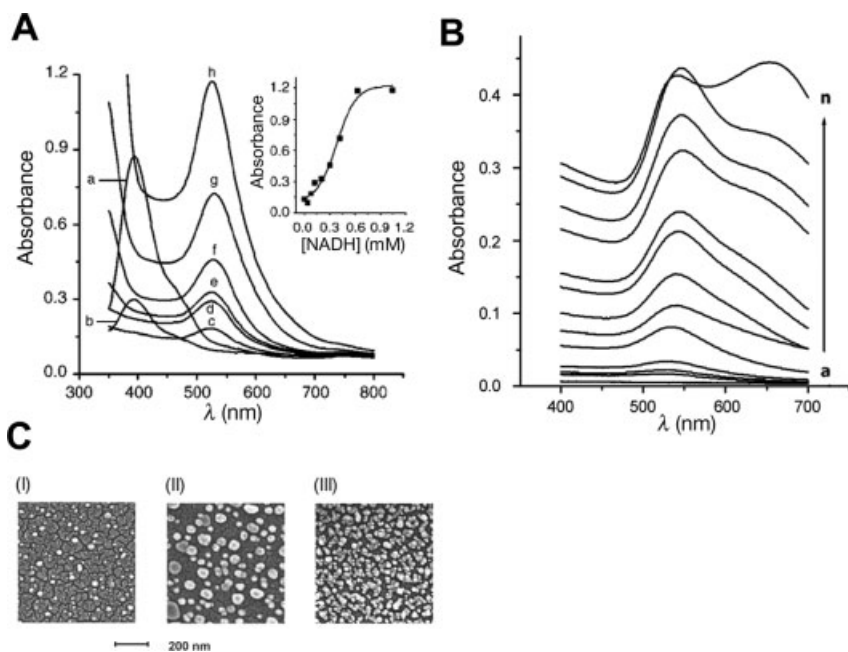 A
Absorbance
1.2
0.9
0.6
0.3
0.0
300 400 500 600 700 800
λ (nm)
a
b
h
g
f
e
d
c
Absorbance
1.2
0.9
0.6
0.3
0.0
0.0 0.3 0.6 0.9 1.2
[NADH] (mM)
B
Absorbance
0.4
0.3
0.2
0.1
0.0
400 500 600 700
λ (nm)
n
a
C
(I) (II) (III)
200 nm